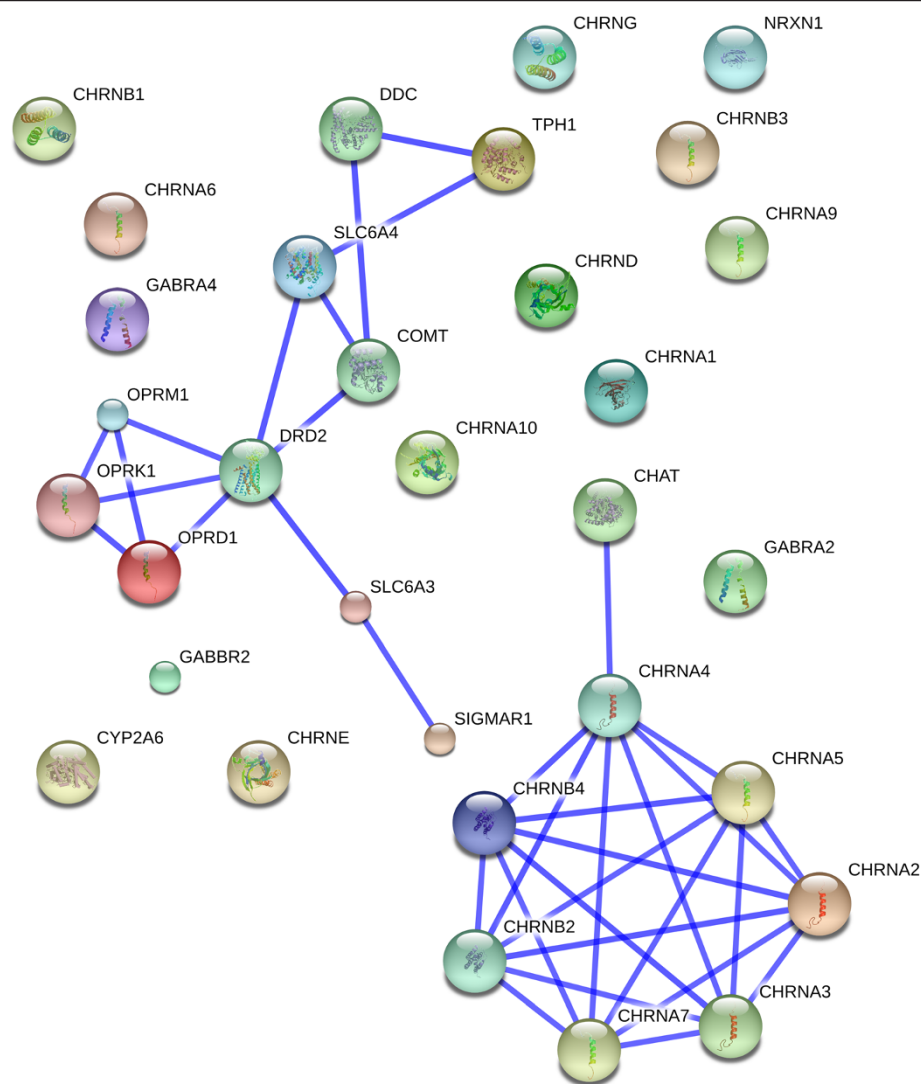 CHRNG
NRXN1
CHRNB1
DDC
TPH1
CHRNB3
CHRNA6
CHRNA9
SLC6A4
GABRA4
CHRND
COMT
CHRNA1
OPRM1
DRD2
CHRNA10
OPRK1
CHAT
OPRD1
GABRA2
SLC6A3
GABBR2
CHRNA4
SIGMAR1
CYP2A6
CHRNE
CHRNA5
CHRNB4
CHRNA2
CHRNB2
CHRNA3
CHRNA7